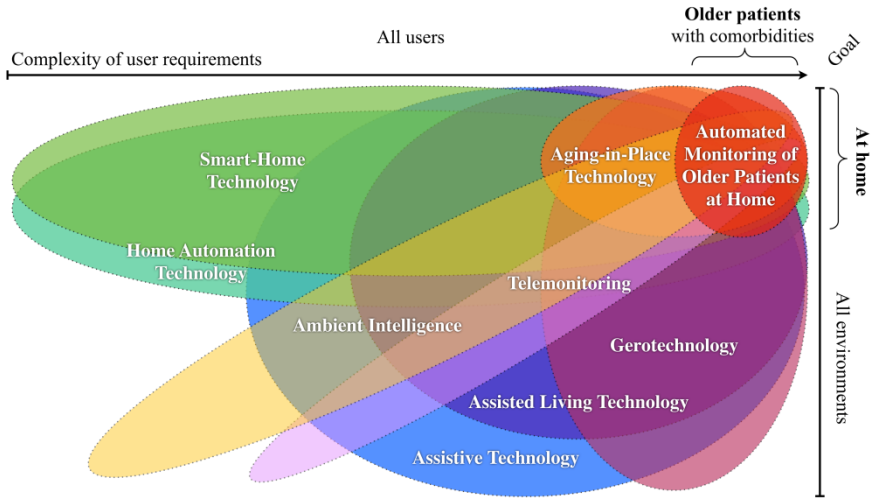 Older patients
with comorbidities
All users
Complexity of user requirements
Goal
Smart-Home
Technology
Aging-in-Place
Technology
Automated
Monitoring of
Older Patients
at Home
At home
Home Automation
Technology
Telemonitoring
Ambient Intelligence
Gerotechnology
All environments
Assisted Living Technology
Assistive Technology